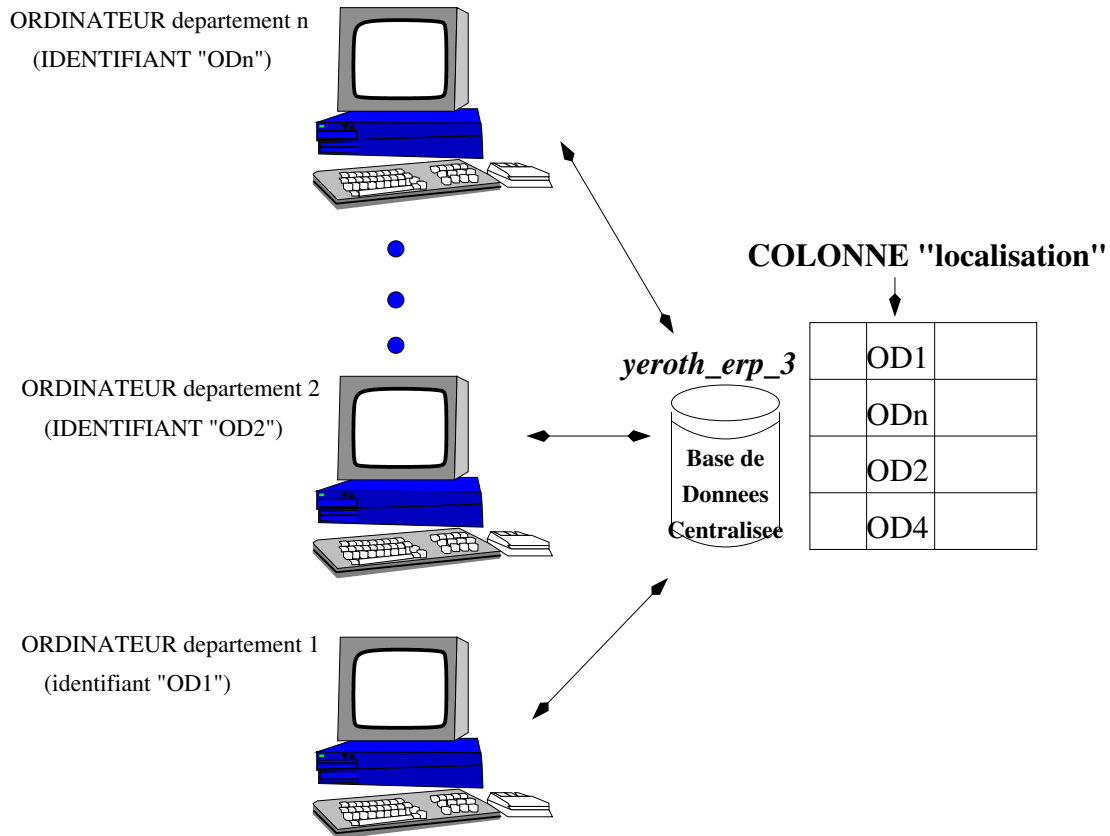 ORDINATEUR departement n
(IDENTIFIANT "ODn")
COLONNE "localisation"
yeroth_erp_3
OD1
ODn
OD2
OD4
Base de
Donnees
Centralisee
ORDINATEUR departement 2
(IDENTIFIANT "OD2")
ORDINATEUR departement 1
(identifiant "OD1")